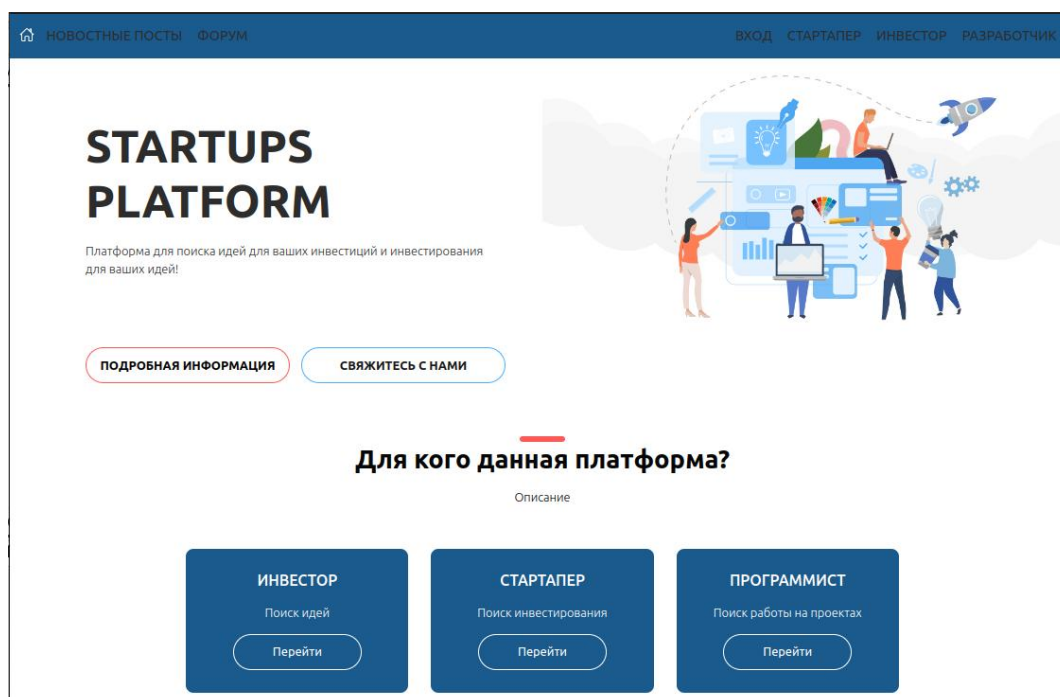 НОВОСТНЫЕ ПОСТЫ ФОРУМ ВХОД СТАРТАПЕР ИНВЕСТОР РАЗРАБОТЧИК
STARTUPS
PLATFORM
Платформа для поиска идей для ваших инвестиций и инвестирования
для ваших идей!
ПОДРОБНАЯ ИНФОРМАЦИЯ СВЯЖИТЕСЬ С НАМИ
Для кого данная платформа?
Описание
ИНВЕСТОР
Поиск идей
Перейти
СТАРТАПЕР
Поиск инвестирования
Перейти
ПРОГРАММИСТ
Поиск работы на проектах
Перейти